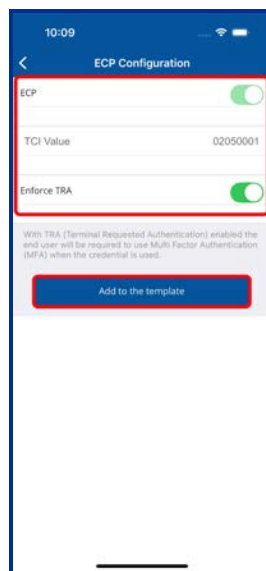 10:09
ECP Configuration
ECP
TCI Value 02050001
Enforce TRA
With TRA (Terminal Requested Authentication) enabled the
end user will be required to use Multi Factor Authentication
(MFA) when the credential is used.
Add to the template